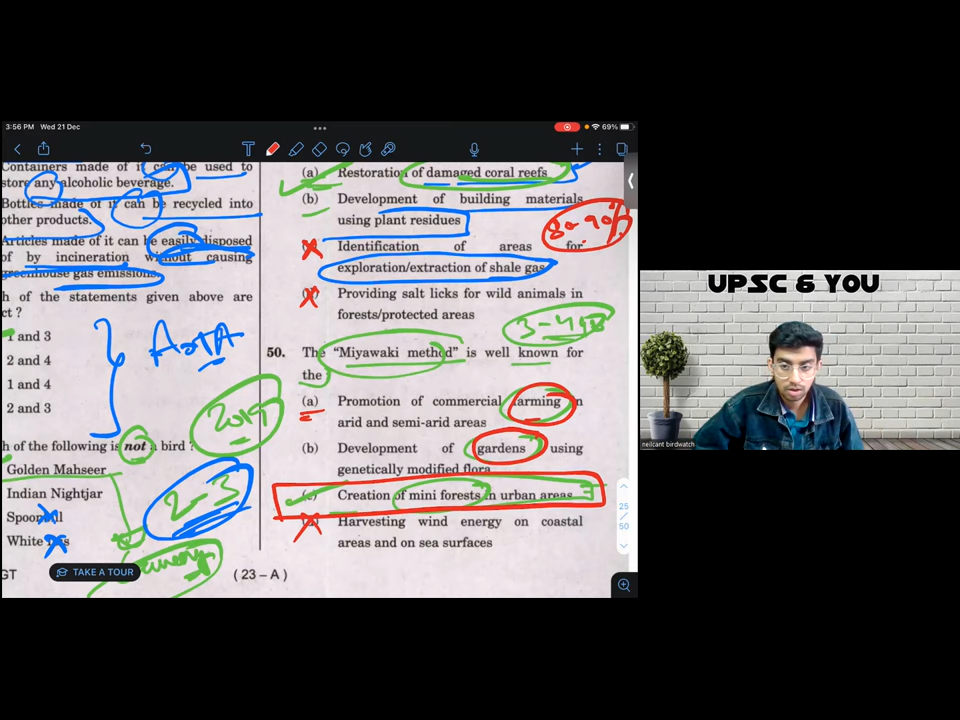 3:56 PM Wed 21 Dec
69%
Containers made of it can be used to
store any alcoholic beverage.
Bottles made of it can be recycled into
other products.
Articles made of it can be easily disposed
of by incineration without causing
greenhouse gas emissions.
h of the statements given above are
ct ?
1 and 3
2 and 4
1 and 4
2 and 3
h of the following is not a bird ?
Golden Mahseer
Indian Nightjar
Spoonbill
White Ibis
2019
2-3
GT
TAKE A TOUR
( 23 – A )
(a) Restoration of damaged coral reefs
(b) Development of building materials
using plant residues
Identification of areas for
exploration/extraction of shale gas
Providing salt licks for wild animals in
forests/protected areas
50. The "Miyawaki method" is well known for
the
(a) Promotion of commercial farming in
arid and semi-arid areas
(b) Development of gardens using
genetically modified flora
(c) Creation of mini forests in urban areas
Harvesting wind energy on coastal
areas and on sea surfaces
25
50
UPSC & YOU
neilcant birdwatch